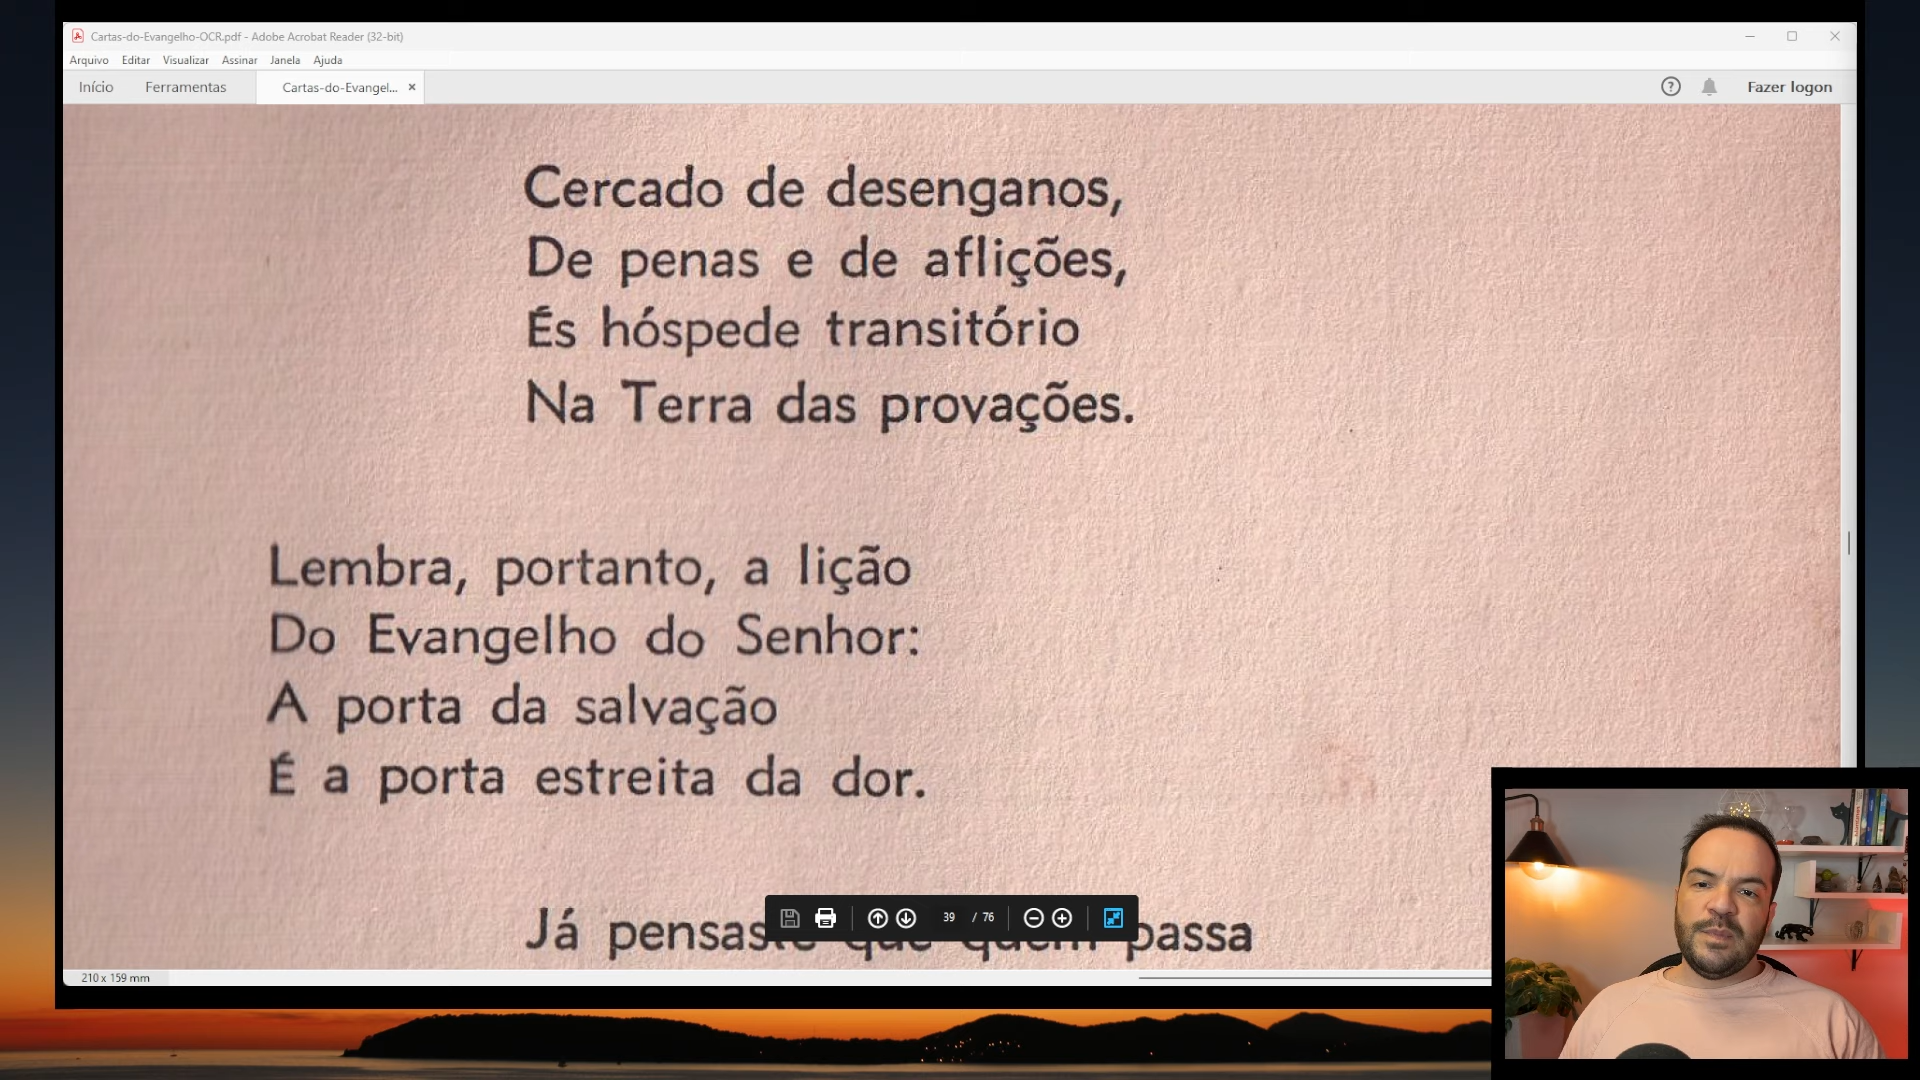 Cartas-do-Evangelho-OCR.pdf - Adobe Acrobat Reader (32-bit)
Arquivo Editar Visualizar Assinar Janela Ajuda
Início Ferramentas Cartas-do-Evangel... × Fazer logon
Cercado de desenganos,
De penas e de aflições,
És hóspede transitório
Na Terra das provações.
Lembra, portanto, a lição
Do Evangelho do Senhor:
A porta da salvação
É a porta estreita da dor.
Já pensaste que quem passa
39 / 76
210 x 159 mm